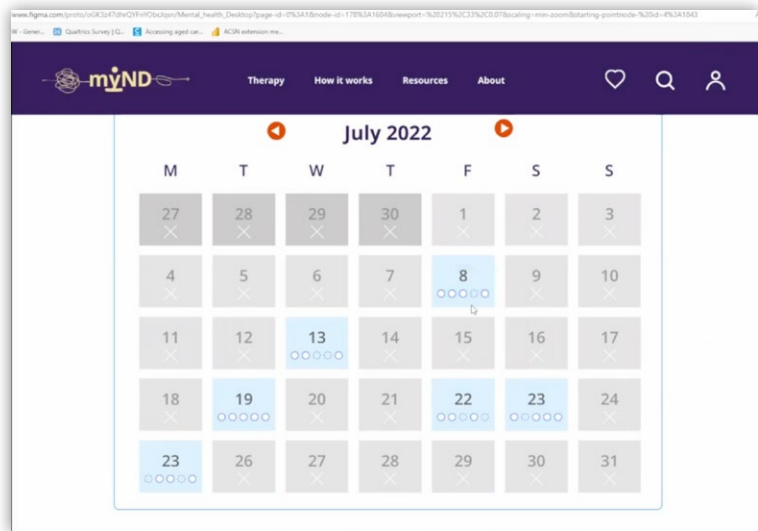 W - Gener... Qualtrics Survey | Q... Accessing aged car... ACSN extension me...
myND Therapy How it works Resources About
July 2022
M T W T F S S
27 28 29 30 1 2 3
4 5 6 7 8 9 10
11 12 13 14 15 16 17
18 19 20 21 22 23 24
23 26 27 28 29 30 31